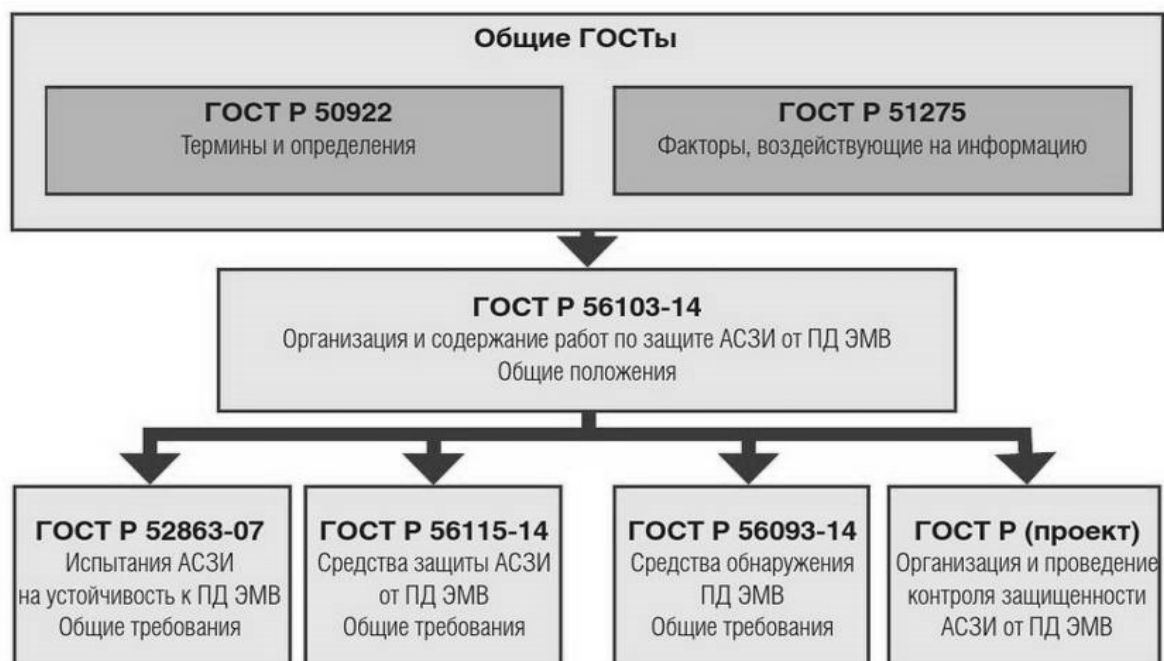 Общие ГОСТы
ГОСТ Р 50922
Термины и определения
ГОСТ Р 51275
Факторы, воздействующие на информацию
ГОСТ Р 56103-14
Организация и содержание работ по защите АСЗИ от ПД ЭМВ
Общие положения
ГОСТ Р 52863-07
Испытания АСЗИ
на устойчивость к ПД ЭМВ
Общие требования
ГОСТ Р 56115-14
Средства защиты АСЗИ
от ПД ЭМВ
Общие требования
ГОСТ Р 56093-14
Средства обнаружения
ПД ЭМВ
Общие требования
ГОСТ Р (проект)
Организация и проведение
контроля защищенности
АСЗИ от ПД ЭМВ